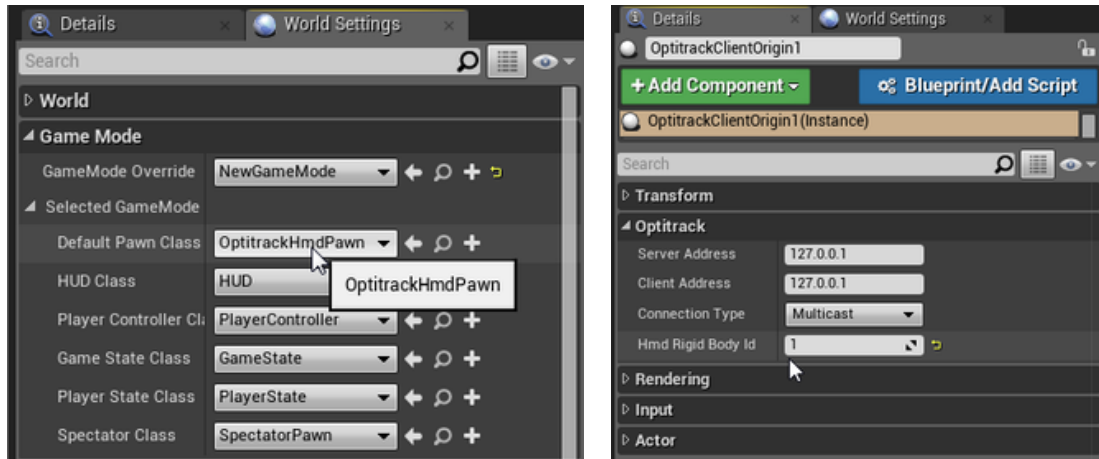 Details
World Settings
Search
World
Game Mode
GameMode Override NewGameMode
Selected GameMode
Default Pawn Class OptitrackHmdPawn
HUD Class HUD
OptitrackHmdPawn
Player Controller Cla PlayerController
Game State Class GameState
Player State Class PlayerState
Spectator Class SpectatorPawn
Details
World Settings
OptitrackClientOrigin1
+Add Component
Blueprint/Add Script
OptitrackClientOrigin1(Instance)
Search
Transform
Optitrack
Server Address 127.0.0.1
Client Address 127.0.0.1
Connection Type Multicast
Hmd Rigid Body Id 1
Rendering
Input
Actor